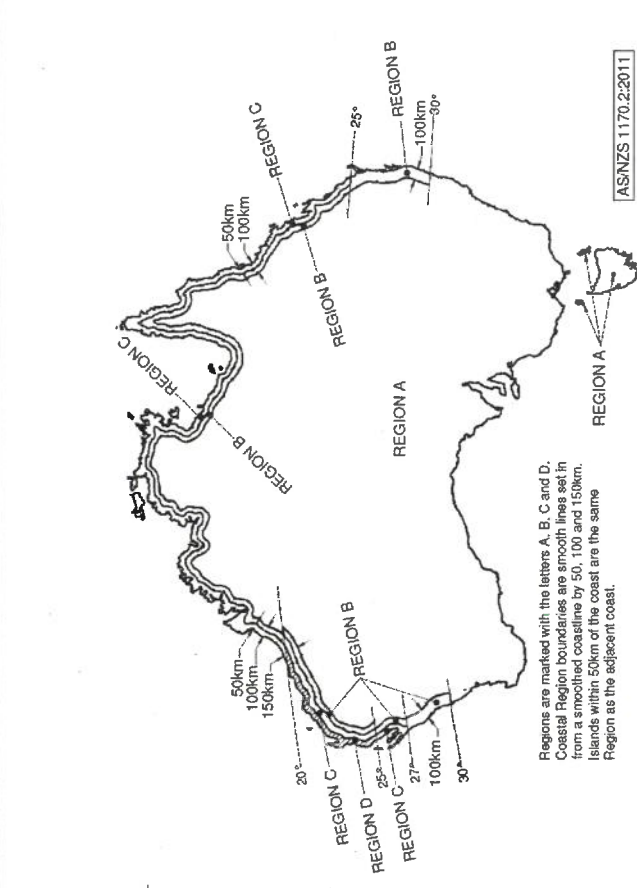 REGION C
REGION C
50km
100km
REGION B
25°
REGION B
30°
100km
REGION B
REGION B
REGION A
50km
100km
150km
REGION B
20°
REGION C
REGION D
25°
REGION C
27°
100km
30°
REGION A
Regions are marked with the letters A, B, C and D.
Coastal Region boundaries are smooth lines set in
from a smoothed coastline by 50, 100 and 150km.
Islands within 50km of the coast are the same
Region as the adjacent coast.
AS/NZS 1170.2:2011